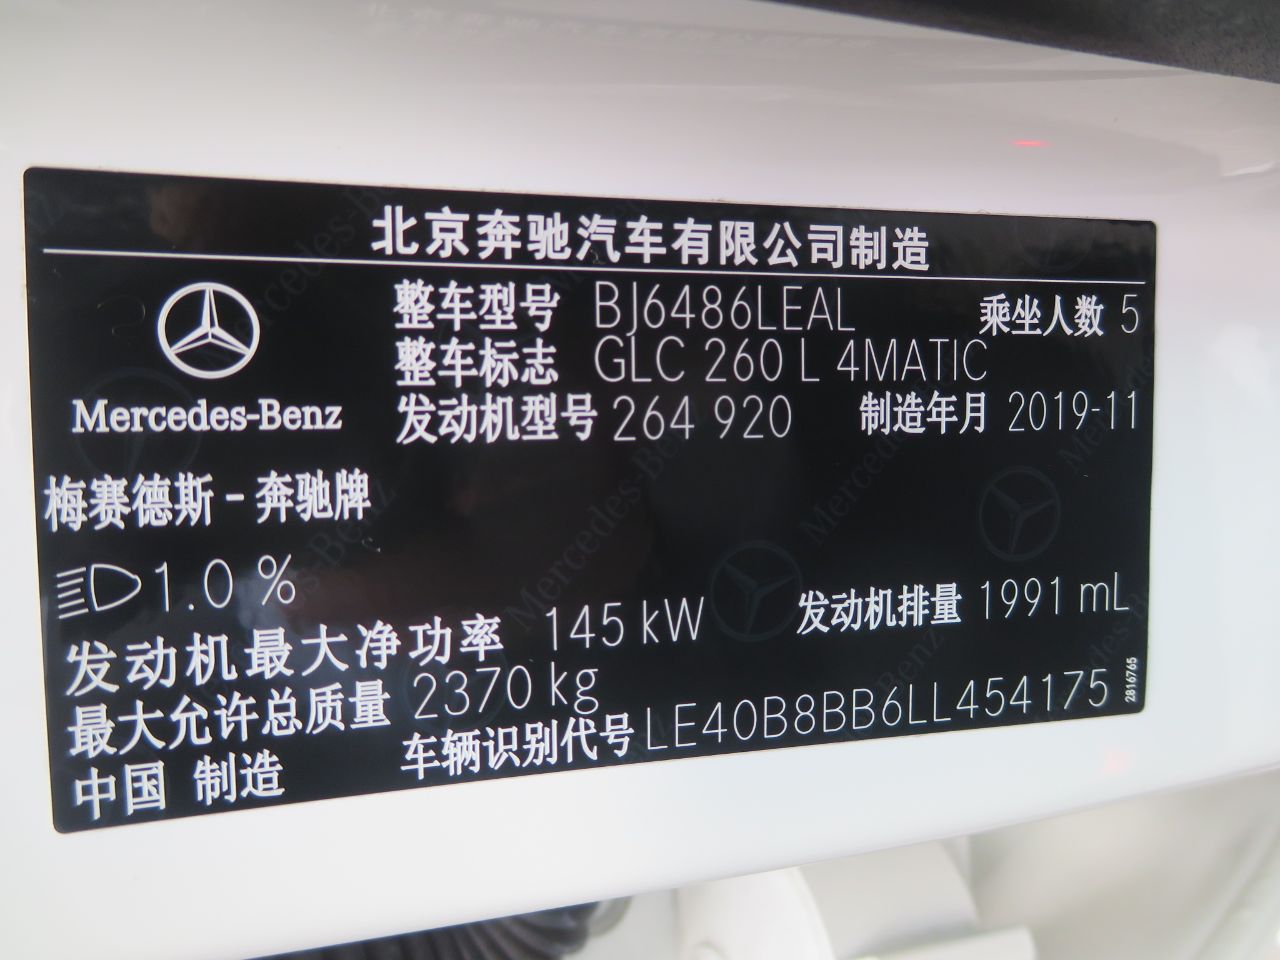 北京奔驰汽车有限公司制造
整车型号 BJ6486LEAL 乘坐人数 5
整车标志 GLC 260 L 4MATIC
Mercedes-Benz 发动机型号 264 920 制造年月 2019-11
梅赛德斯-奔驰牌
1.0 %
发动机最大净功率 145 kW 发动机排量 1991 mL
最大允许总质量 2370 kg
中国 制造 车辆识别代号 LE40B8BB6LL454175
2816765